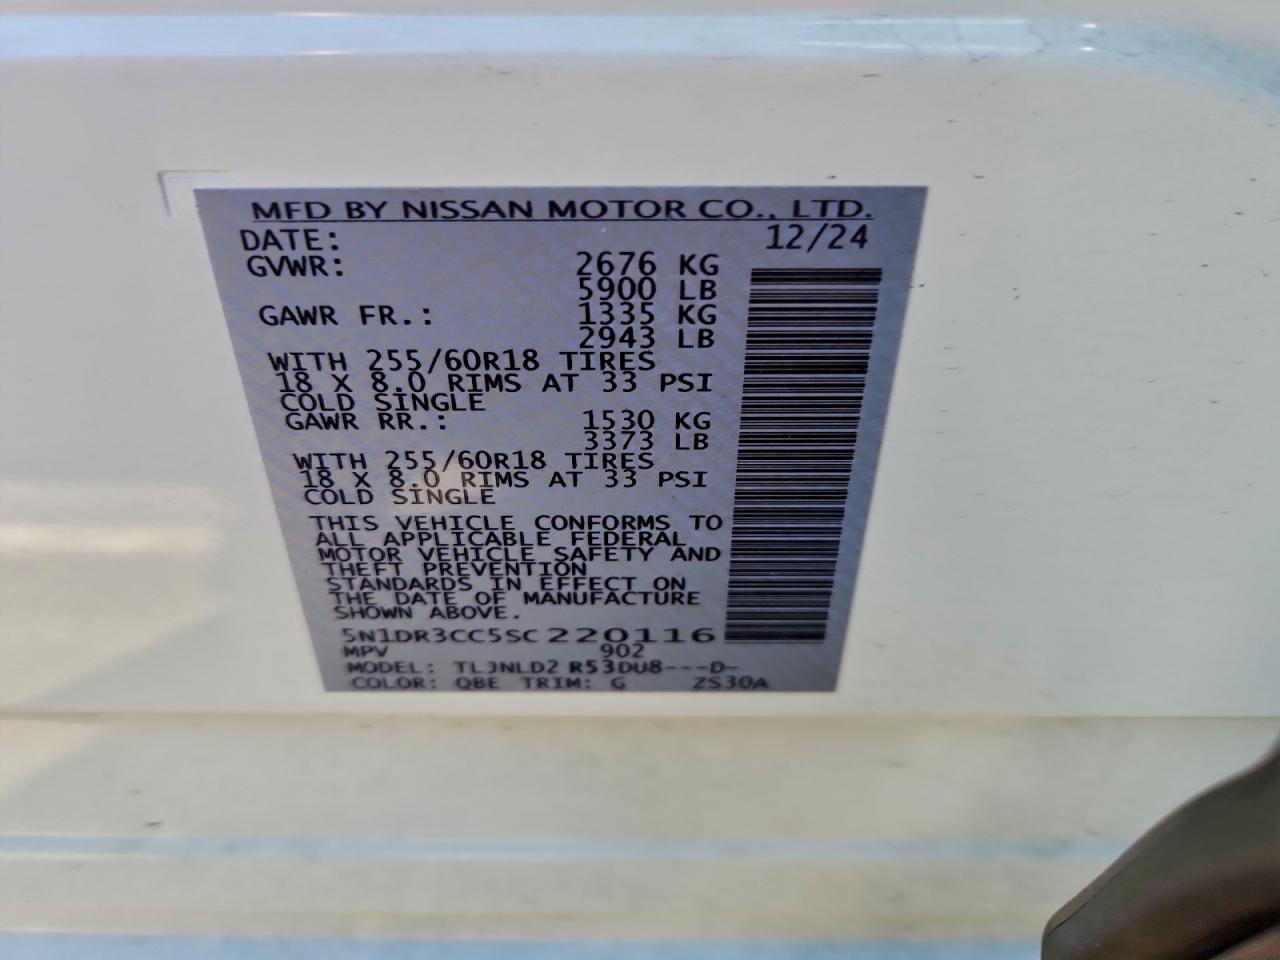 MFD BY NISSAN MOTOR CO., LTD.
DATE: 12/24
GVWR: 2676 KG
5900 LB
GAWR FR.: 1335 KG
2943 LB
WITH 255/60R18 TIRES
18 X 8.0 RIMS AT 33 PSI
COLD SINGLE
GAWR RR.: 1530 KG
3373 LB
WITH 255/60R18 TIRES
18 X 8.0 RIMS AT 33 PSI
COLD SINGLE
THIS VEHICLE CONFORMS TO
ALL APPLICABLE FEDERAL
MOTOR VEHICLE SAFETY AND
THEFT PREVENTION
STANDARDS IN EFFECT ON
THE DATE OF MANUFACTURE
SHOWN ABOVE.
5N1DR3CC5SC220116
MPV 902
MODEL: TLJNLD2 R53DU8---D-
COLOR: QBE TRIM: G ZS30A